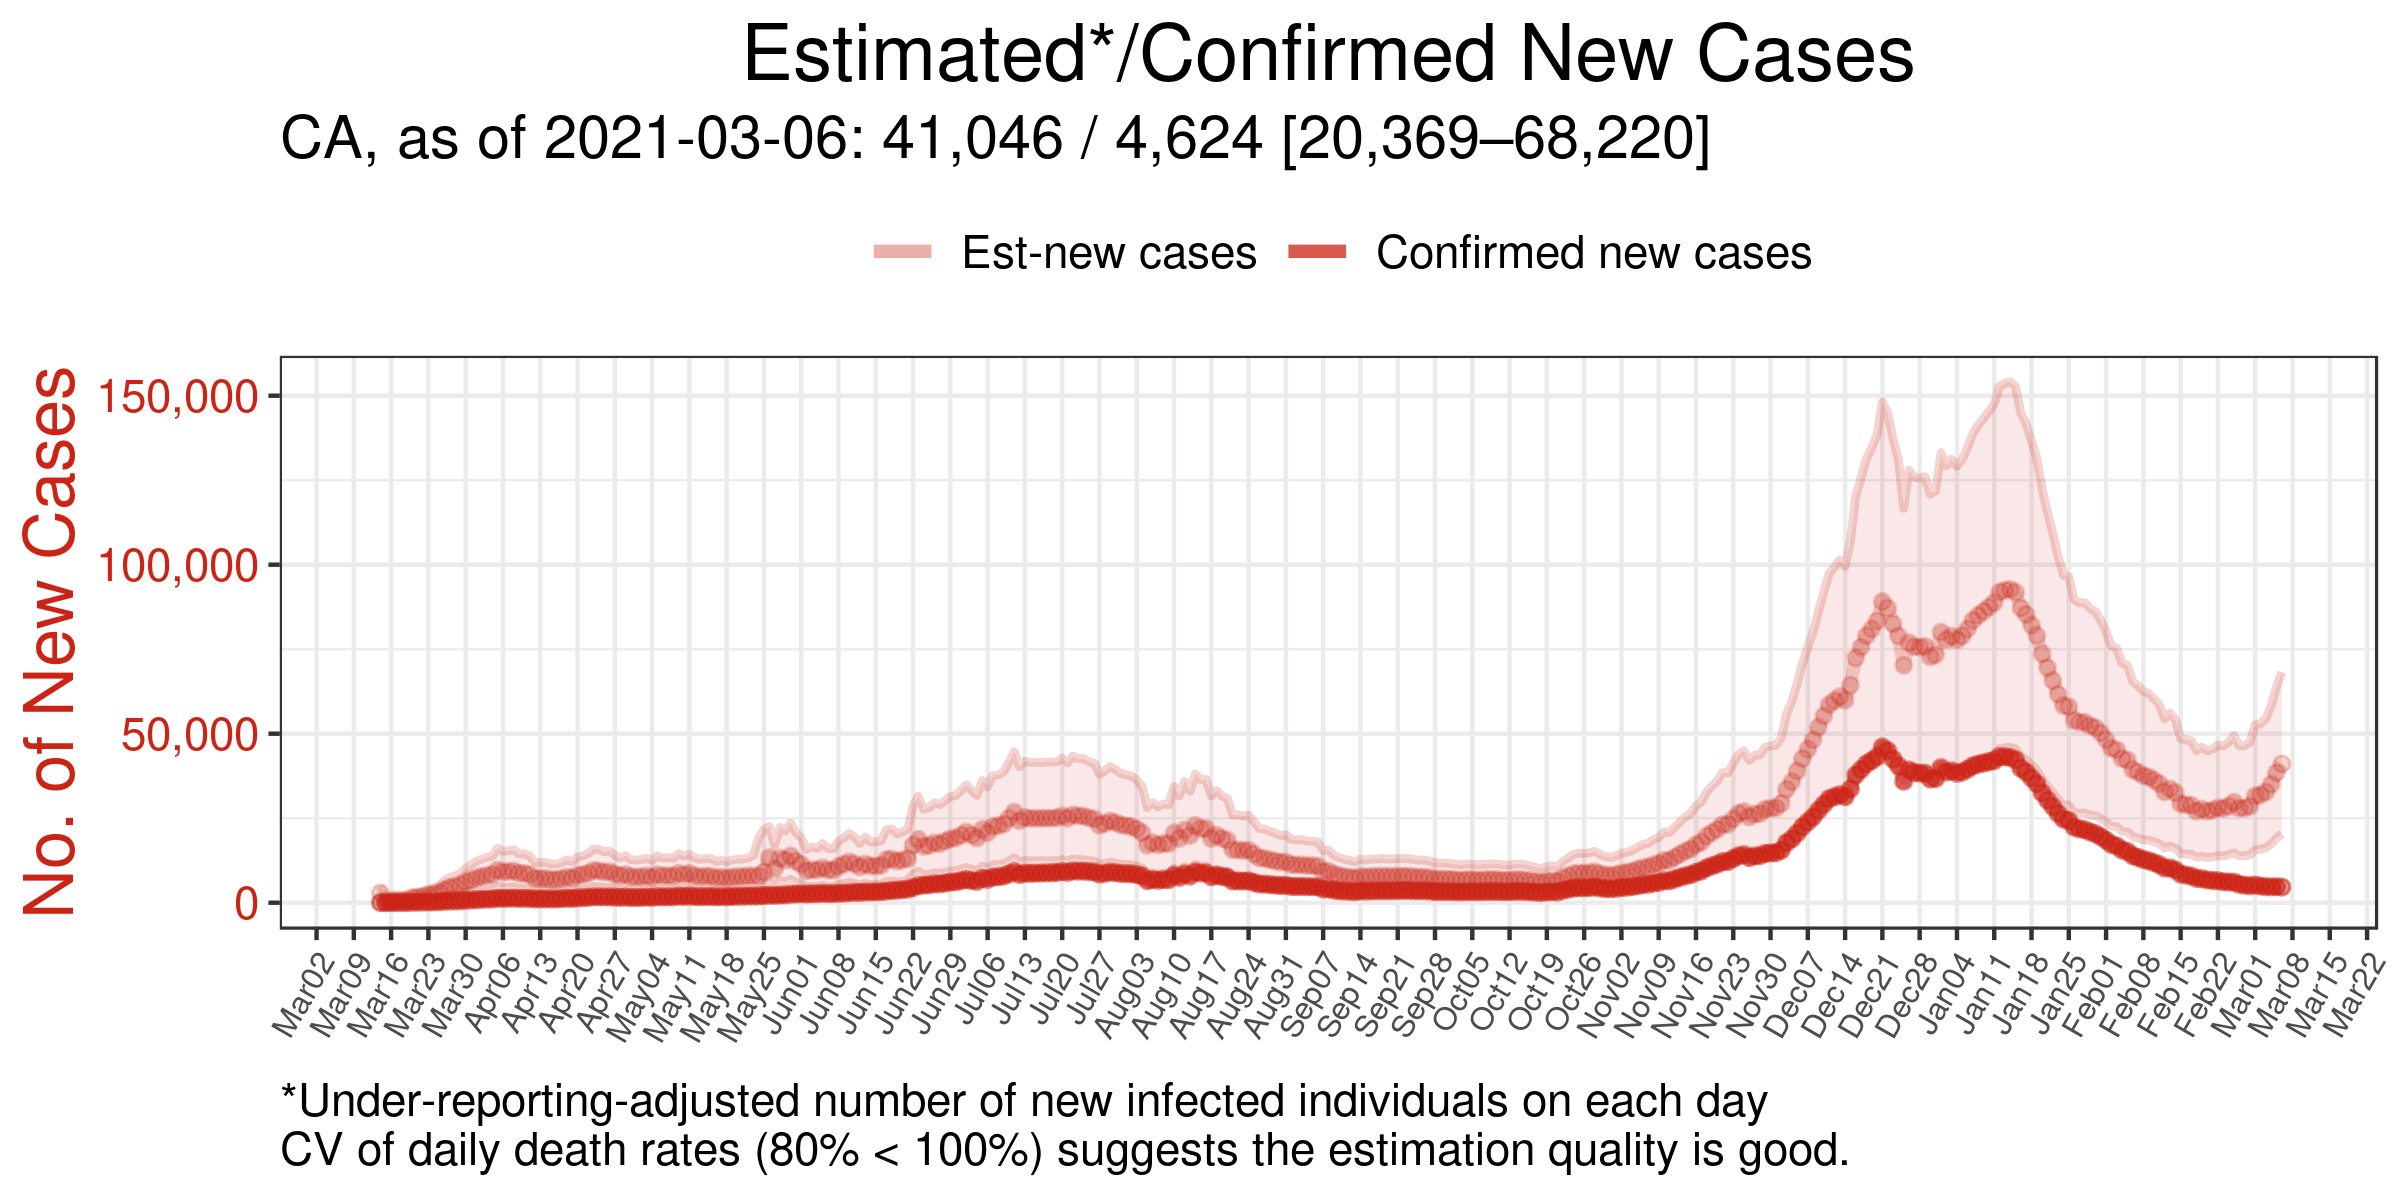 Estimated*/Confirmed New Cases
CA, as of 2021-03-06: 41,046 / 4,624 [20,369–68,220]
Est-new cases
Confirmed new cases
No. of New Cases
150,000
100,000
50,000
0
Mar02
Mar09
Mar16
Mar23
Mar30
Apr06
Apr13
Apr20
Apr27
May04
May11
May18
May25
Jun01
Jun08
Jun15
Jun22
Jun29
Jul06
Jul13
Jul20
Jul27
Aug03
Aug10
Aug17
Aug24
Aug31
Sep07
Sep14
Sep21
Sep28
Oct05
Oct12
Oct19
Oct26
Nov02
Nov09
Nov16
Nov23
Nov30
Dec07
Dec14
Dec21
Dec28
Jan04
Jan11
Jan18
Jan25
Feb01
Feb08
Feb15
Feb22
Mar01
Mar08
Mar15
Mar22
*Under-reporting-adjusted number of new infected individuals on each day
CV of daily death rates (80% < 100%) suggests the estimation quality is good.